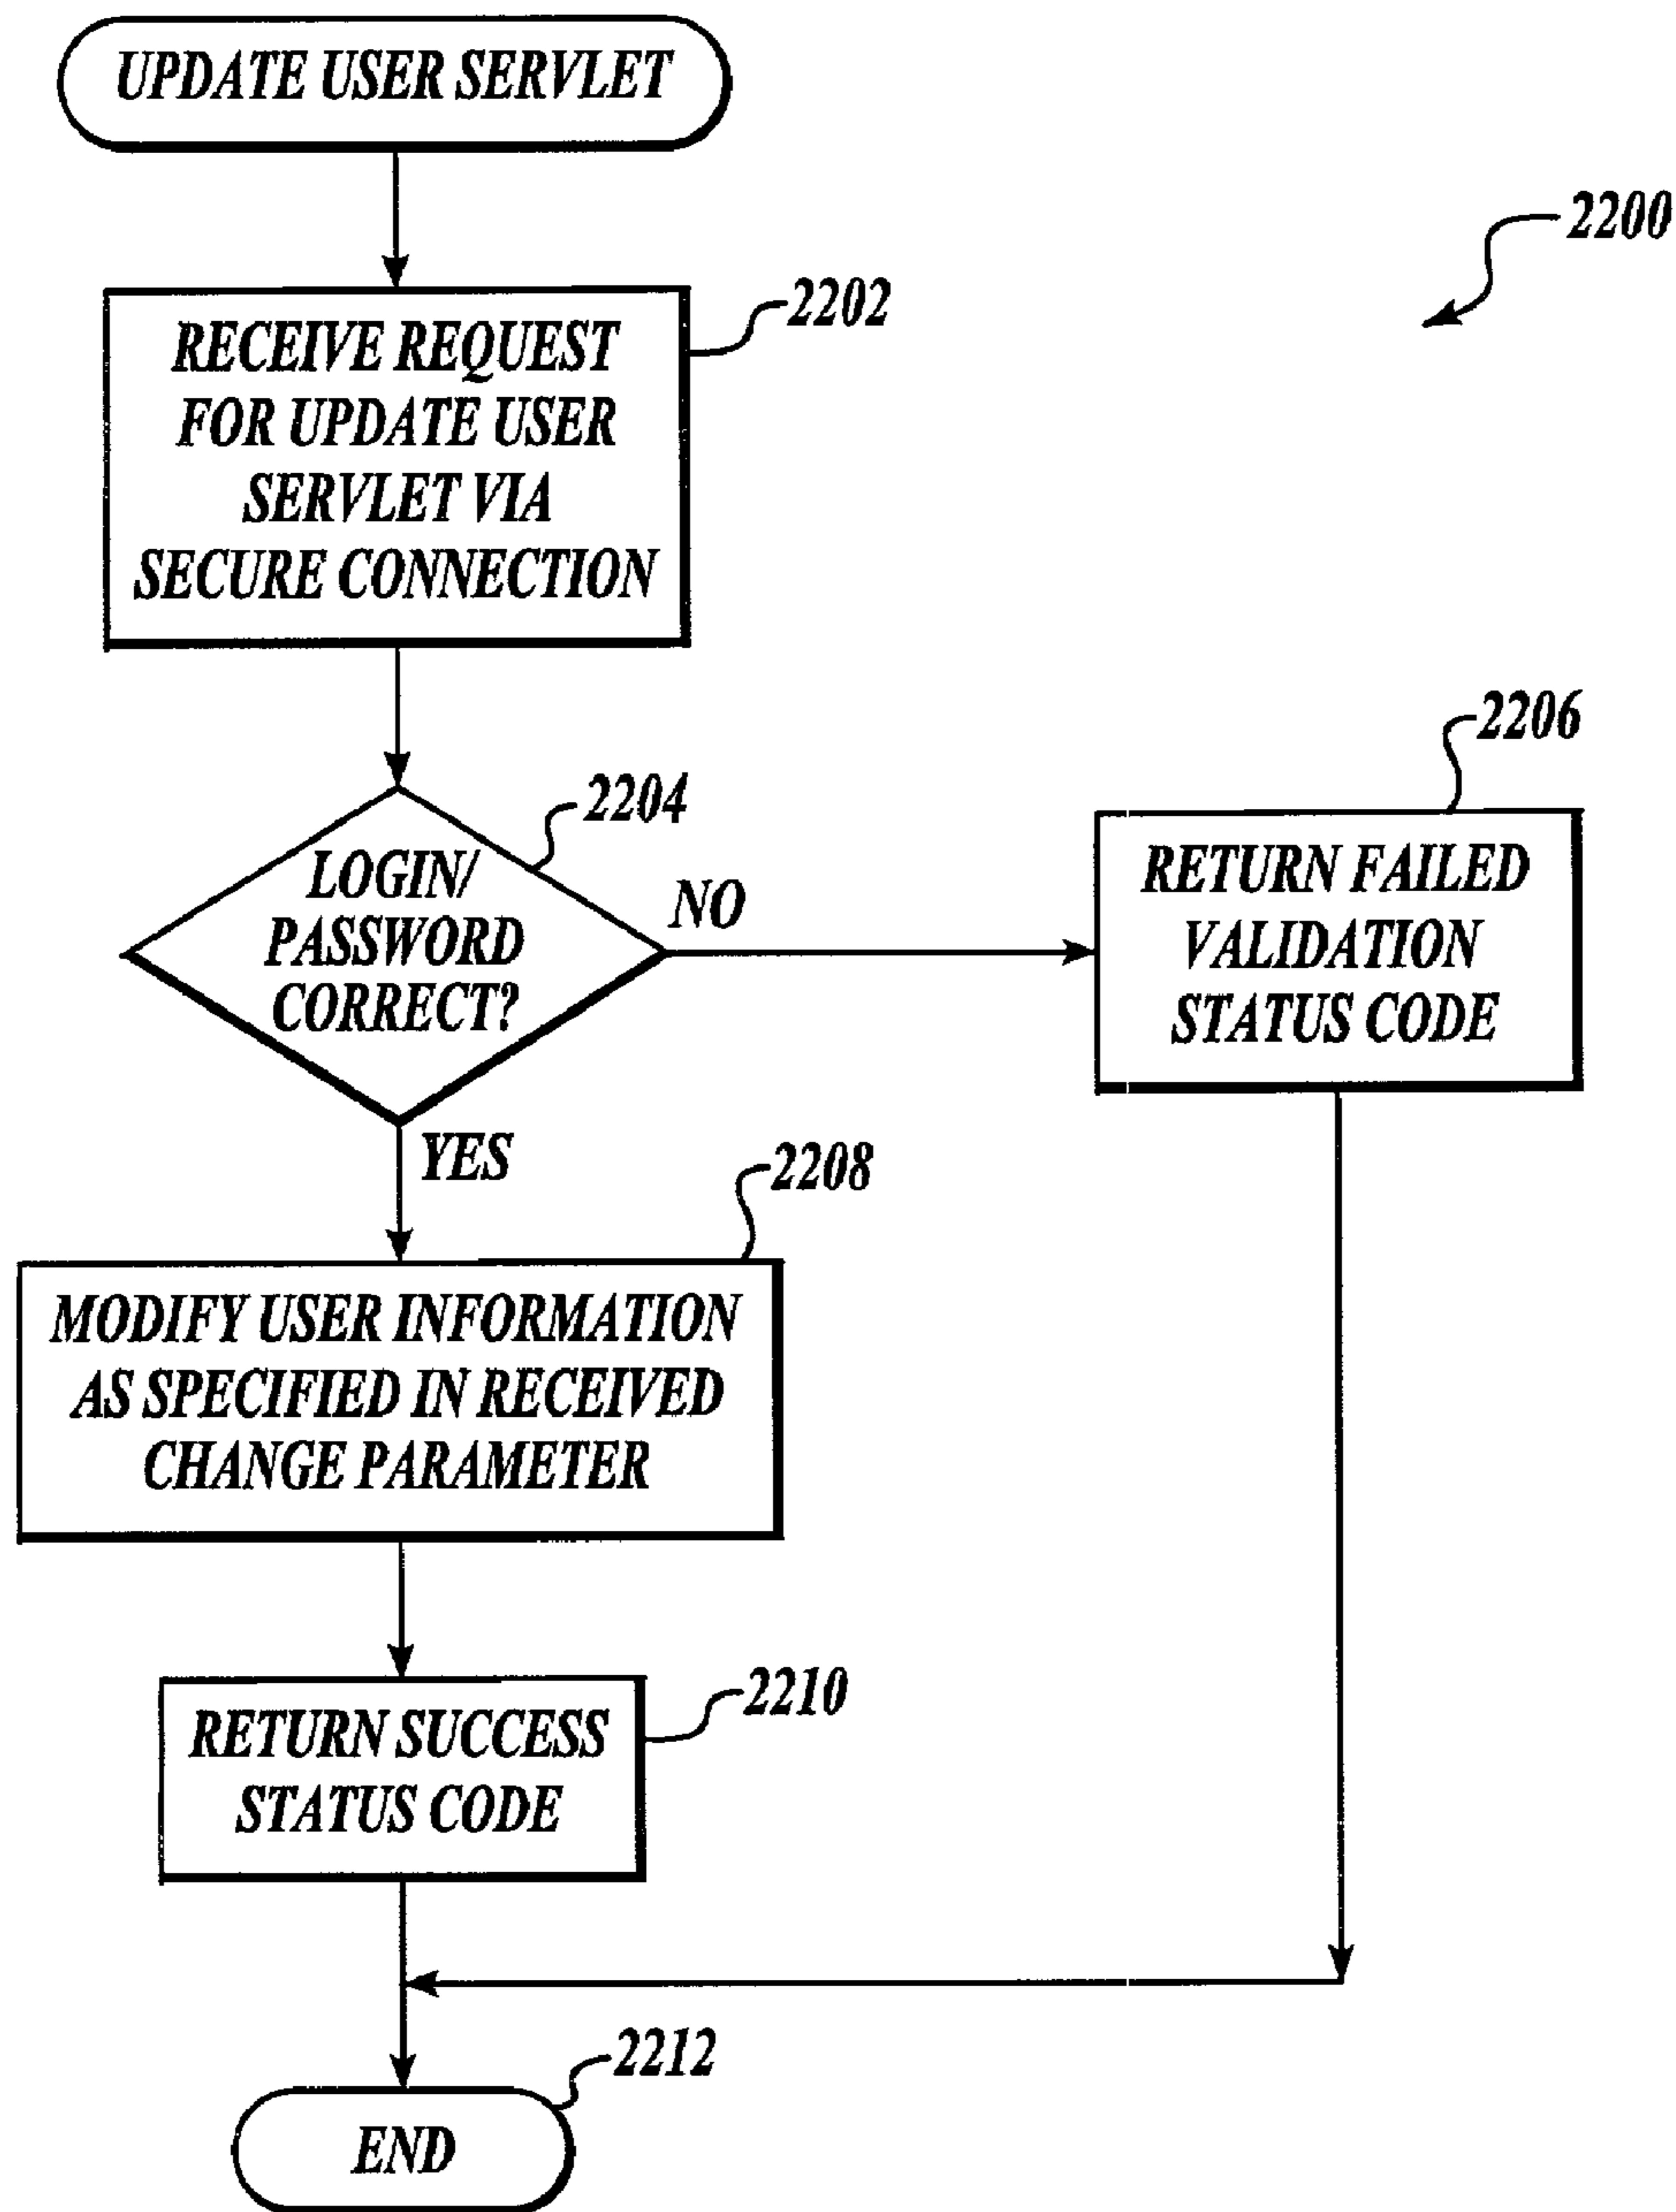 UPDATE USER SERVLET
2200
2202
RECEIVE REQUEST
FOR UPDATE USER
SERVLET VIA
SECURE CONNECTION
2204
LOGIN/
PASSWORD
CORRECT?
NO
2206
RETURN FAILED
VALIDATION
STATUS CODE
YES
2208
MODIFY USER INFORMATION
AS SPECIFIED IN RECEIVED
CHANGE PARAMETER
2210
RETURN SUCCESS
STATUS CODE
2212
END